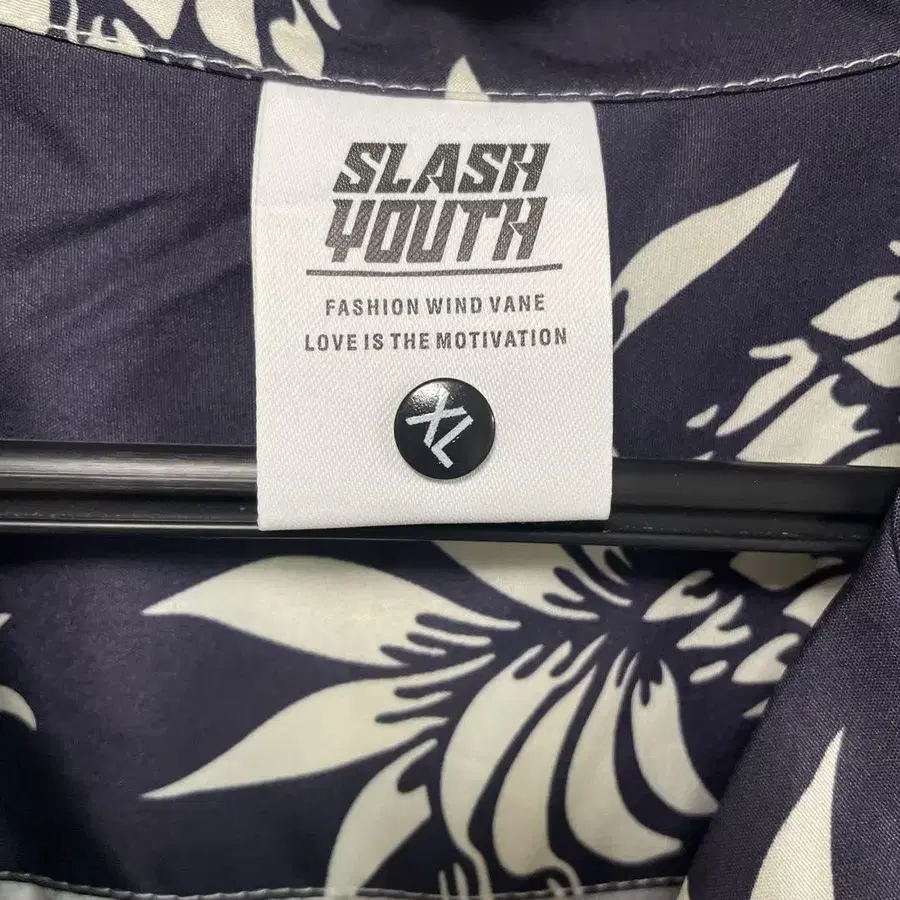 SLASH
YOUTH
FASHION WIND VANE
LOVE IS THE MOTIVATION
XL